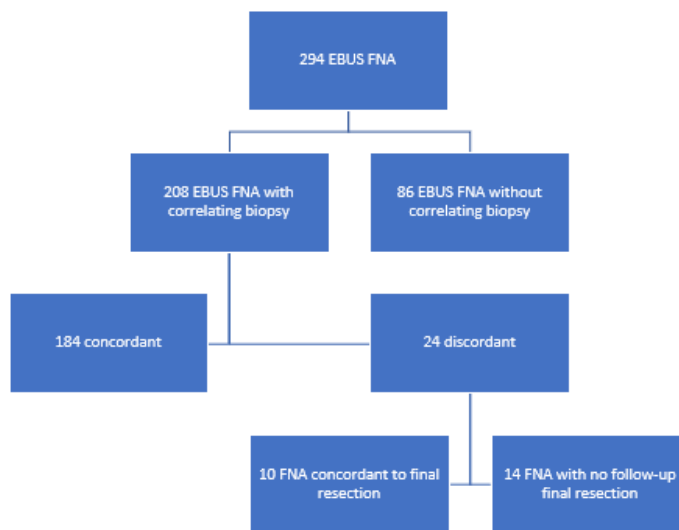 294 EBUS FNA
208 EBUS FNA with
correlating biopsy
86 EBUS FNA without
correlating biopsy
184 concordant
24 discordant
10 FNA concordant to final
resection
14 FNA with no follow-up
final resection